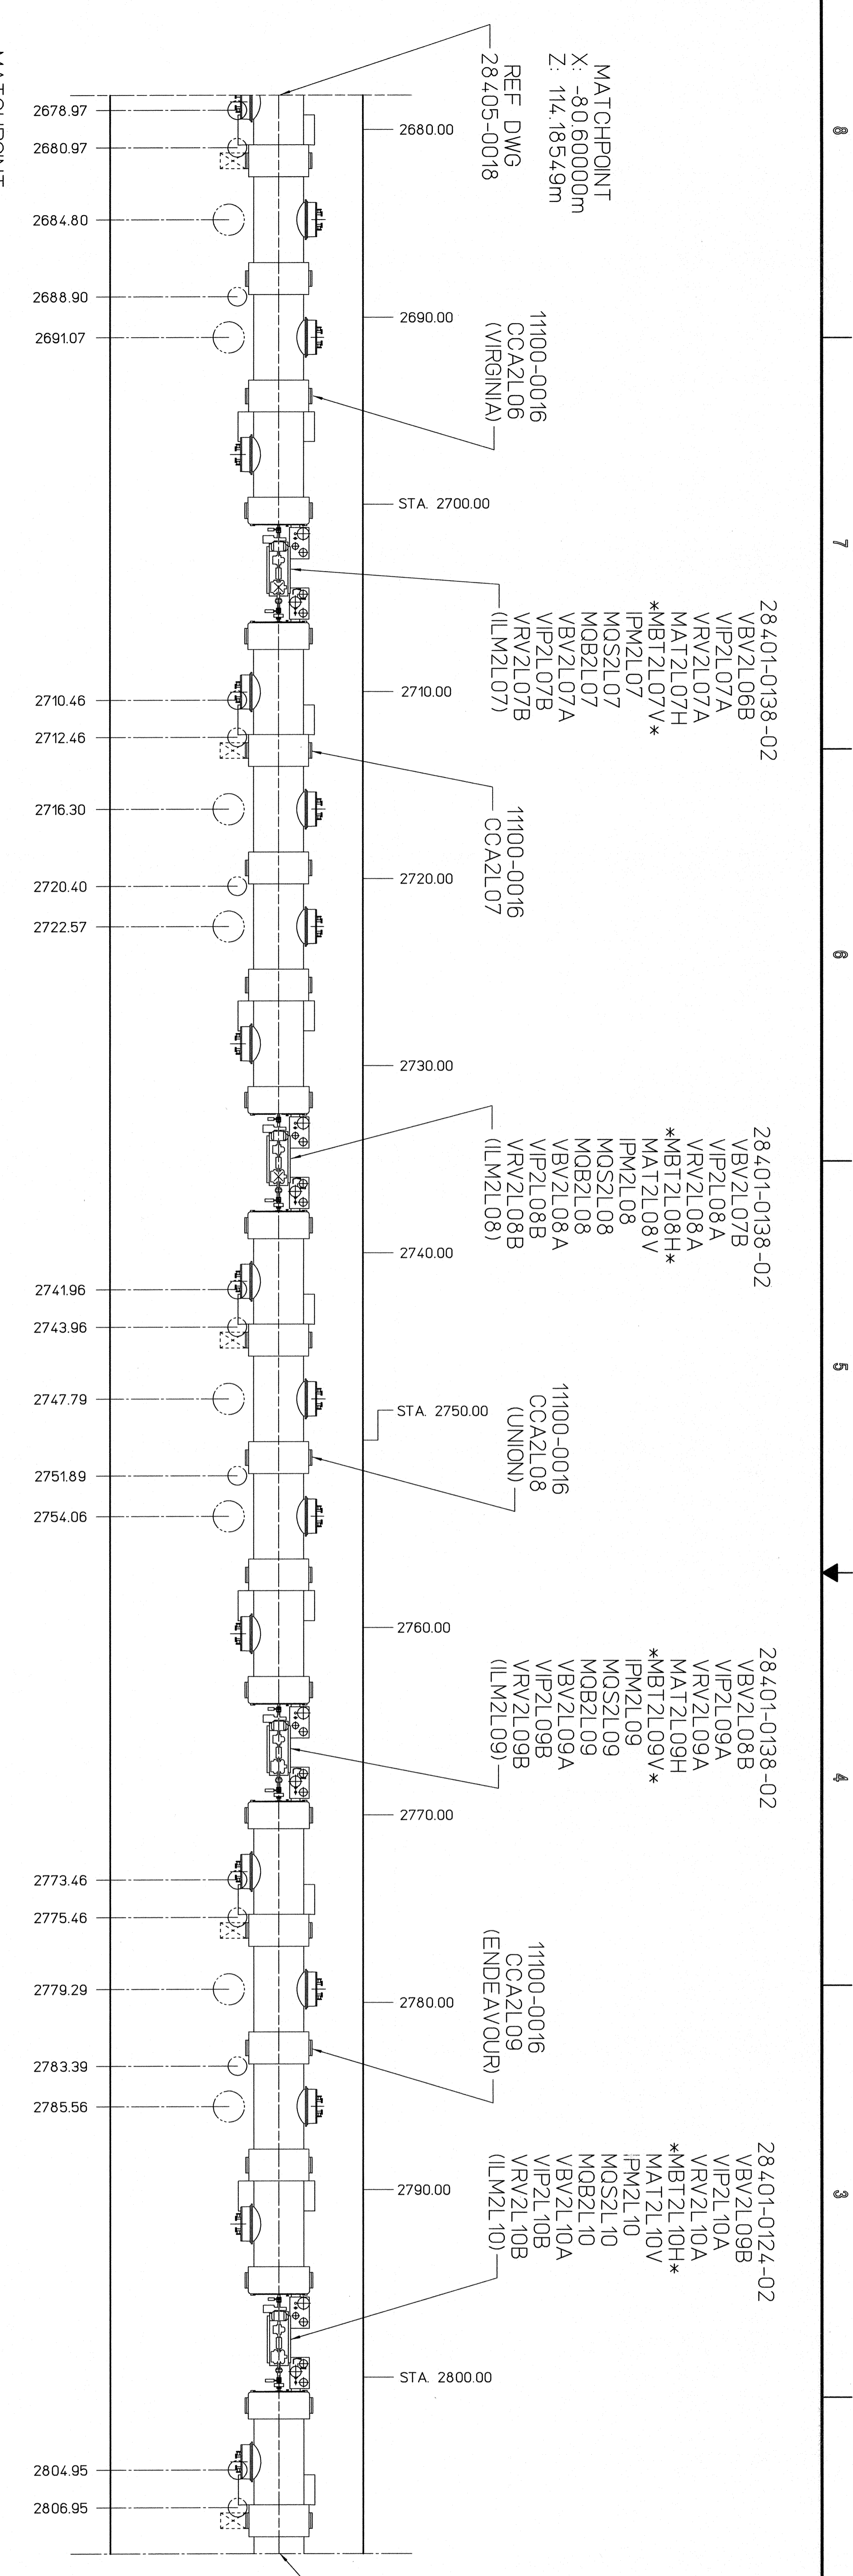 8
7
6
5
4
3
MATCHPOINT
X: -80.60000m
Z: 114.18549m
REF DWG
28405-0018
11100-0016
CCA2L06
(VIRGINIA)
28401-0138-02
VBV2L06B
VIP2L07A
VRV2L07A
MAT2L07H
*MBT2L07V*
IPM2L07
MQS2L07
MQB2L07
VBV2L07A
VIP2L07B
VRV2L07B
(ILM2L07)
11100-0016
CCA2L07
28401-0138-02
VBV2L07B
VIP2L08A
VRV2L08A
*MBT2L08H*
MAT2L08V
IPM2L08
MQS2L08
MQB2L08
VBV2L08A
VIP2L08B
VRV2L08B
(ILM2L08)
11100-0016
CCA2L08
(UNION)
28401-0138-02
VBV2L08B
VIP2L09A
VRV2L09A
MAT2L09H
*MBT2L09V*
IPM2L09
MQS2L09
MQB2L09
VBV2L09A
VIP2L09B
VRV2L09B
(ILM2L09)
11100-0016
CCA2L09
(ENDEAVOUR)
28401-0124-02
VBV2L09B
VIP2L10A
VRV2L10A
*MBT2L10H*
MAT2L10V
IPM2L10
MQS2L10
MQB2L10
VBV2L10A
VIP2L10B
VRV2L10B
(ILM2L10)
2680.00
2690.00
STA. 2700.00
2710.00
2720.00
2730.00
2740.00
STA. 2750.00
2760.00
2770.00
2780.00
2790.00
STA. 2800.00
2678.97
2680.97
2684.80
2688.90
2691.07
2710.46
2712.46
2716.30
2720.40
2722.57
2741.96
2743.96
2747.79
2751.89
2754.06
2773.46
2775.46
2779.29
2783.39
2785.56
2804.95
2806.95
MATCHPOINT